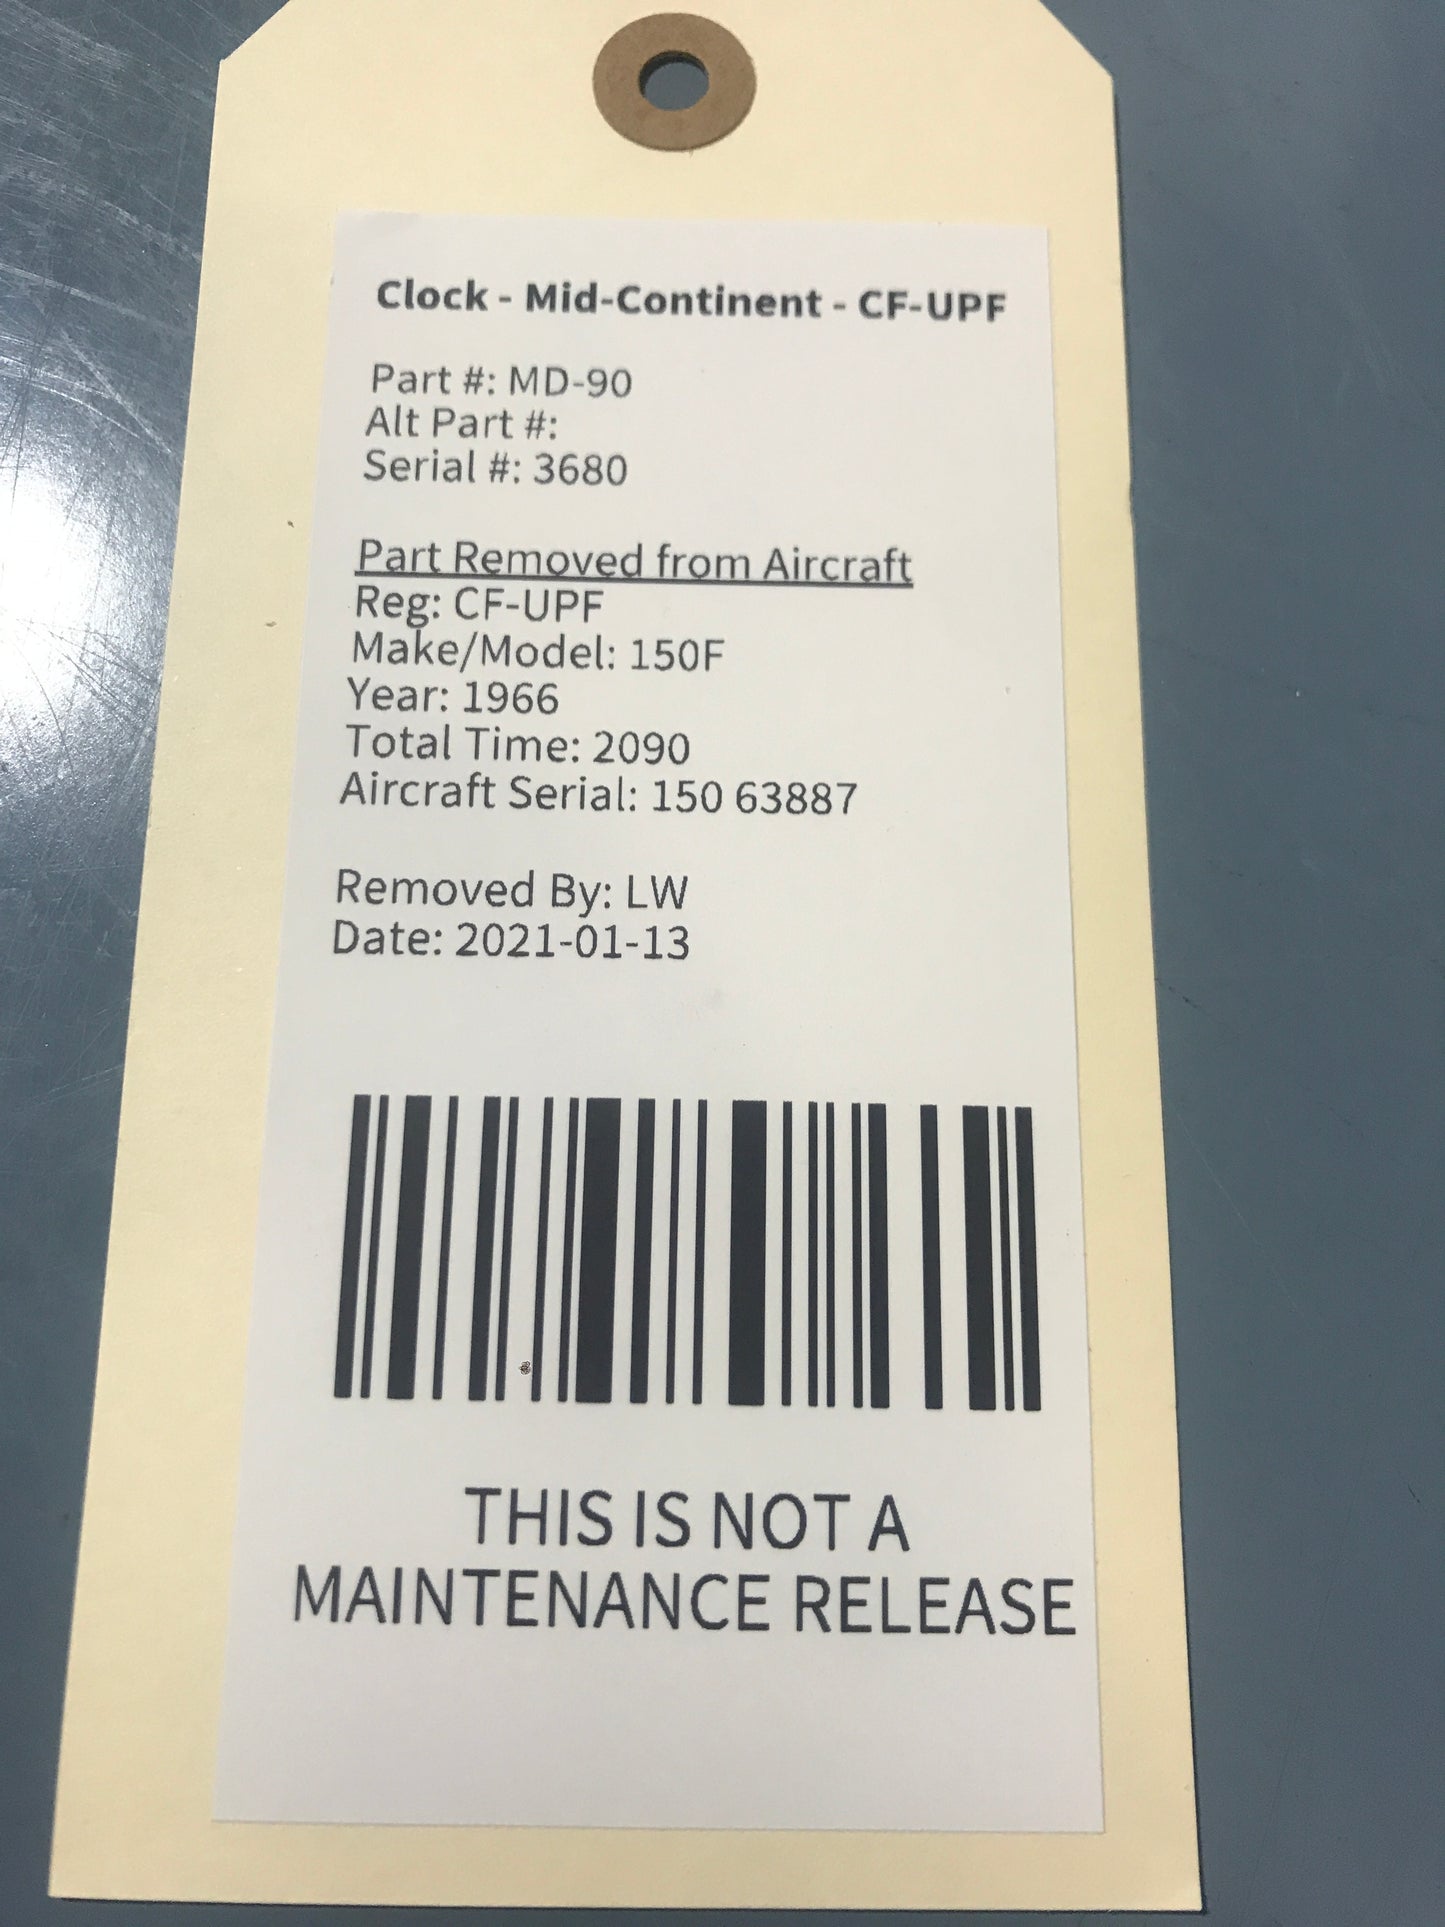 Clock - Mid-Continent - CF-UPF
Part #: MD-90
Alt Part #:
Serial #: 3680
Part Removed from Aircraft
Reg: CF-UPF
Make/Model: 150F
Year: 1966
Total Time: 2090
Aircraft Serial: 150 63887
Removed By: LW
Date: 2021-01-13
THIS IS NOT A
MAINTENANCE RELEASE